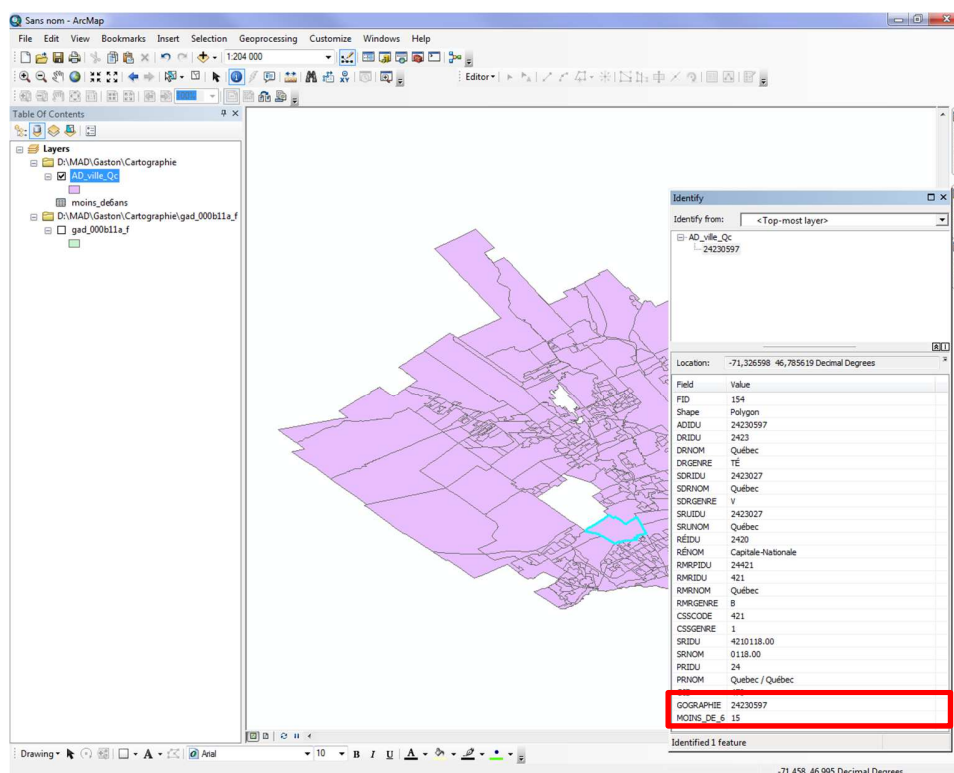 Sans nom - ArcMap
File Edit View Bookmarks Insert Selection Geoprocessing Customize Windows Help
1:204 000
Editor
Table Of Contents
Layers
D:\MAD\Gaston\Cartographie
AD_ville_Qc
moins_de6ans
D:\MAD\Gaston\Cartographie\gad_000b11a_f
gad_000b11a_f
Identify
Identify from: <Top-most layer>
AD_ville_Qc
24230597
Location: -71,326598 46,785619 Decimal Degrees
Field Value
FID 154
Shape Polygon
ADIDU 24230597
DRIDU 2423
DRNOM Québec
DRGENRE TÉ
SDRIDU 2423027
SDRNOM Québec
SDRGENRE V
SRUIDU 2423027
SRUNOM Québec
RÉIDU 2420
RÉNOM Capitale-Nationale
RMRPIDU 24421
RMRIDU 421
RMRNOM Québec
RMRGENRE B
CSSCODE 421
CSSGENRE 1
SRIDU 4210118.00
SRNOM 0118.00
PRIDU 24
PRNOM Quebec / Québec
GOGRAPHIE 24230597
MOINS_DE_6 15
Identified 1 feature
Drawing A Arial 10 B I U A
-71,458 46,995 Decimal Degrees